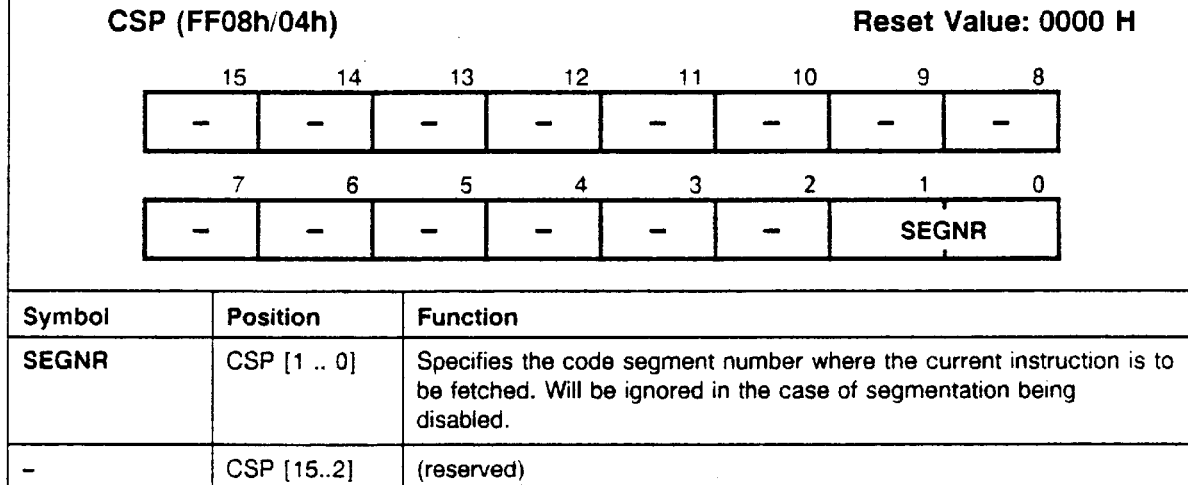 CSP (FF08h/04h) Reset Value: 0000 H
15 14 13 12 11 10 9 8
– – – – – – – –
7 6 5 4 3 2 1 0
– – – – – – SEGNR
Symbol Position Function
SEGNR CSP [1 .. 0] Specifies the code segment number where the current instruction is to
be fetched. Will be ignored in the case of segmentation being
disabled.
– CSP [15..2] (reserved)